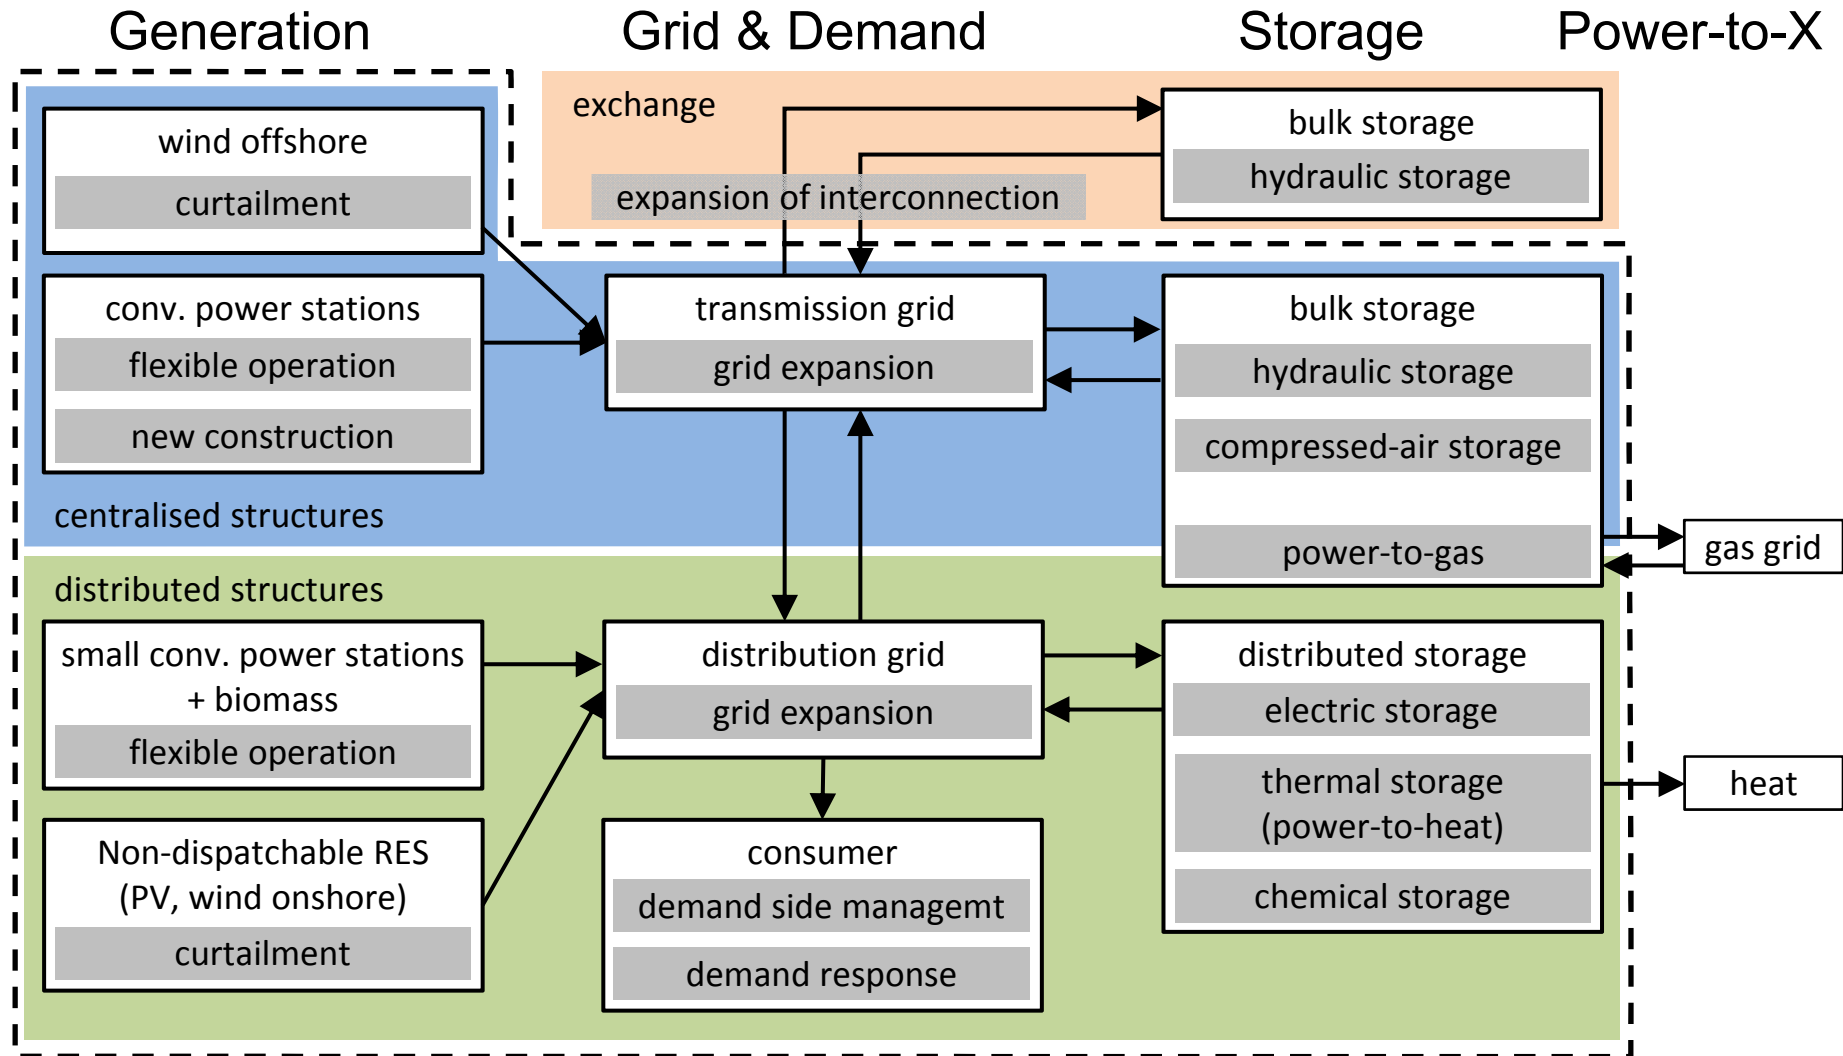 Generation
Grid & Demand
Storage
Power-to-X
exchange
expansion of interconnection
bulk storage
hydraulic storage
wind offshore
curtailment
conv. power stations
flexible operation
new construction
centralised structures
transmission grid
grid expansion
bulk storage
hydraulic storage
compressed-air storage
power-to-gas
gas grid
distributed structures
small conv. power stations
+ biomass
flexible operation
Non-dispatchable RES
(PV, wind onshore)
curtailment
distribution grid
grid expansion
consumer
demand side managemt
demand response
distributed storage
electric storage
thermal storage
(power-to-heat)
chemical storage
heat